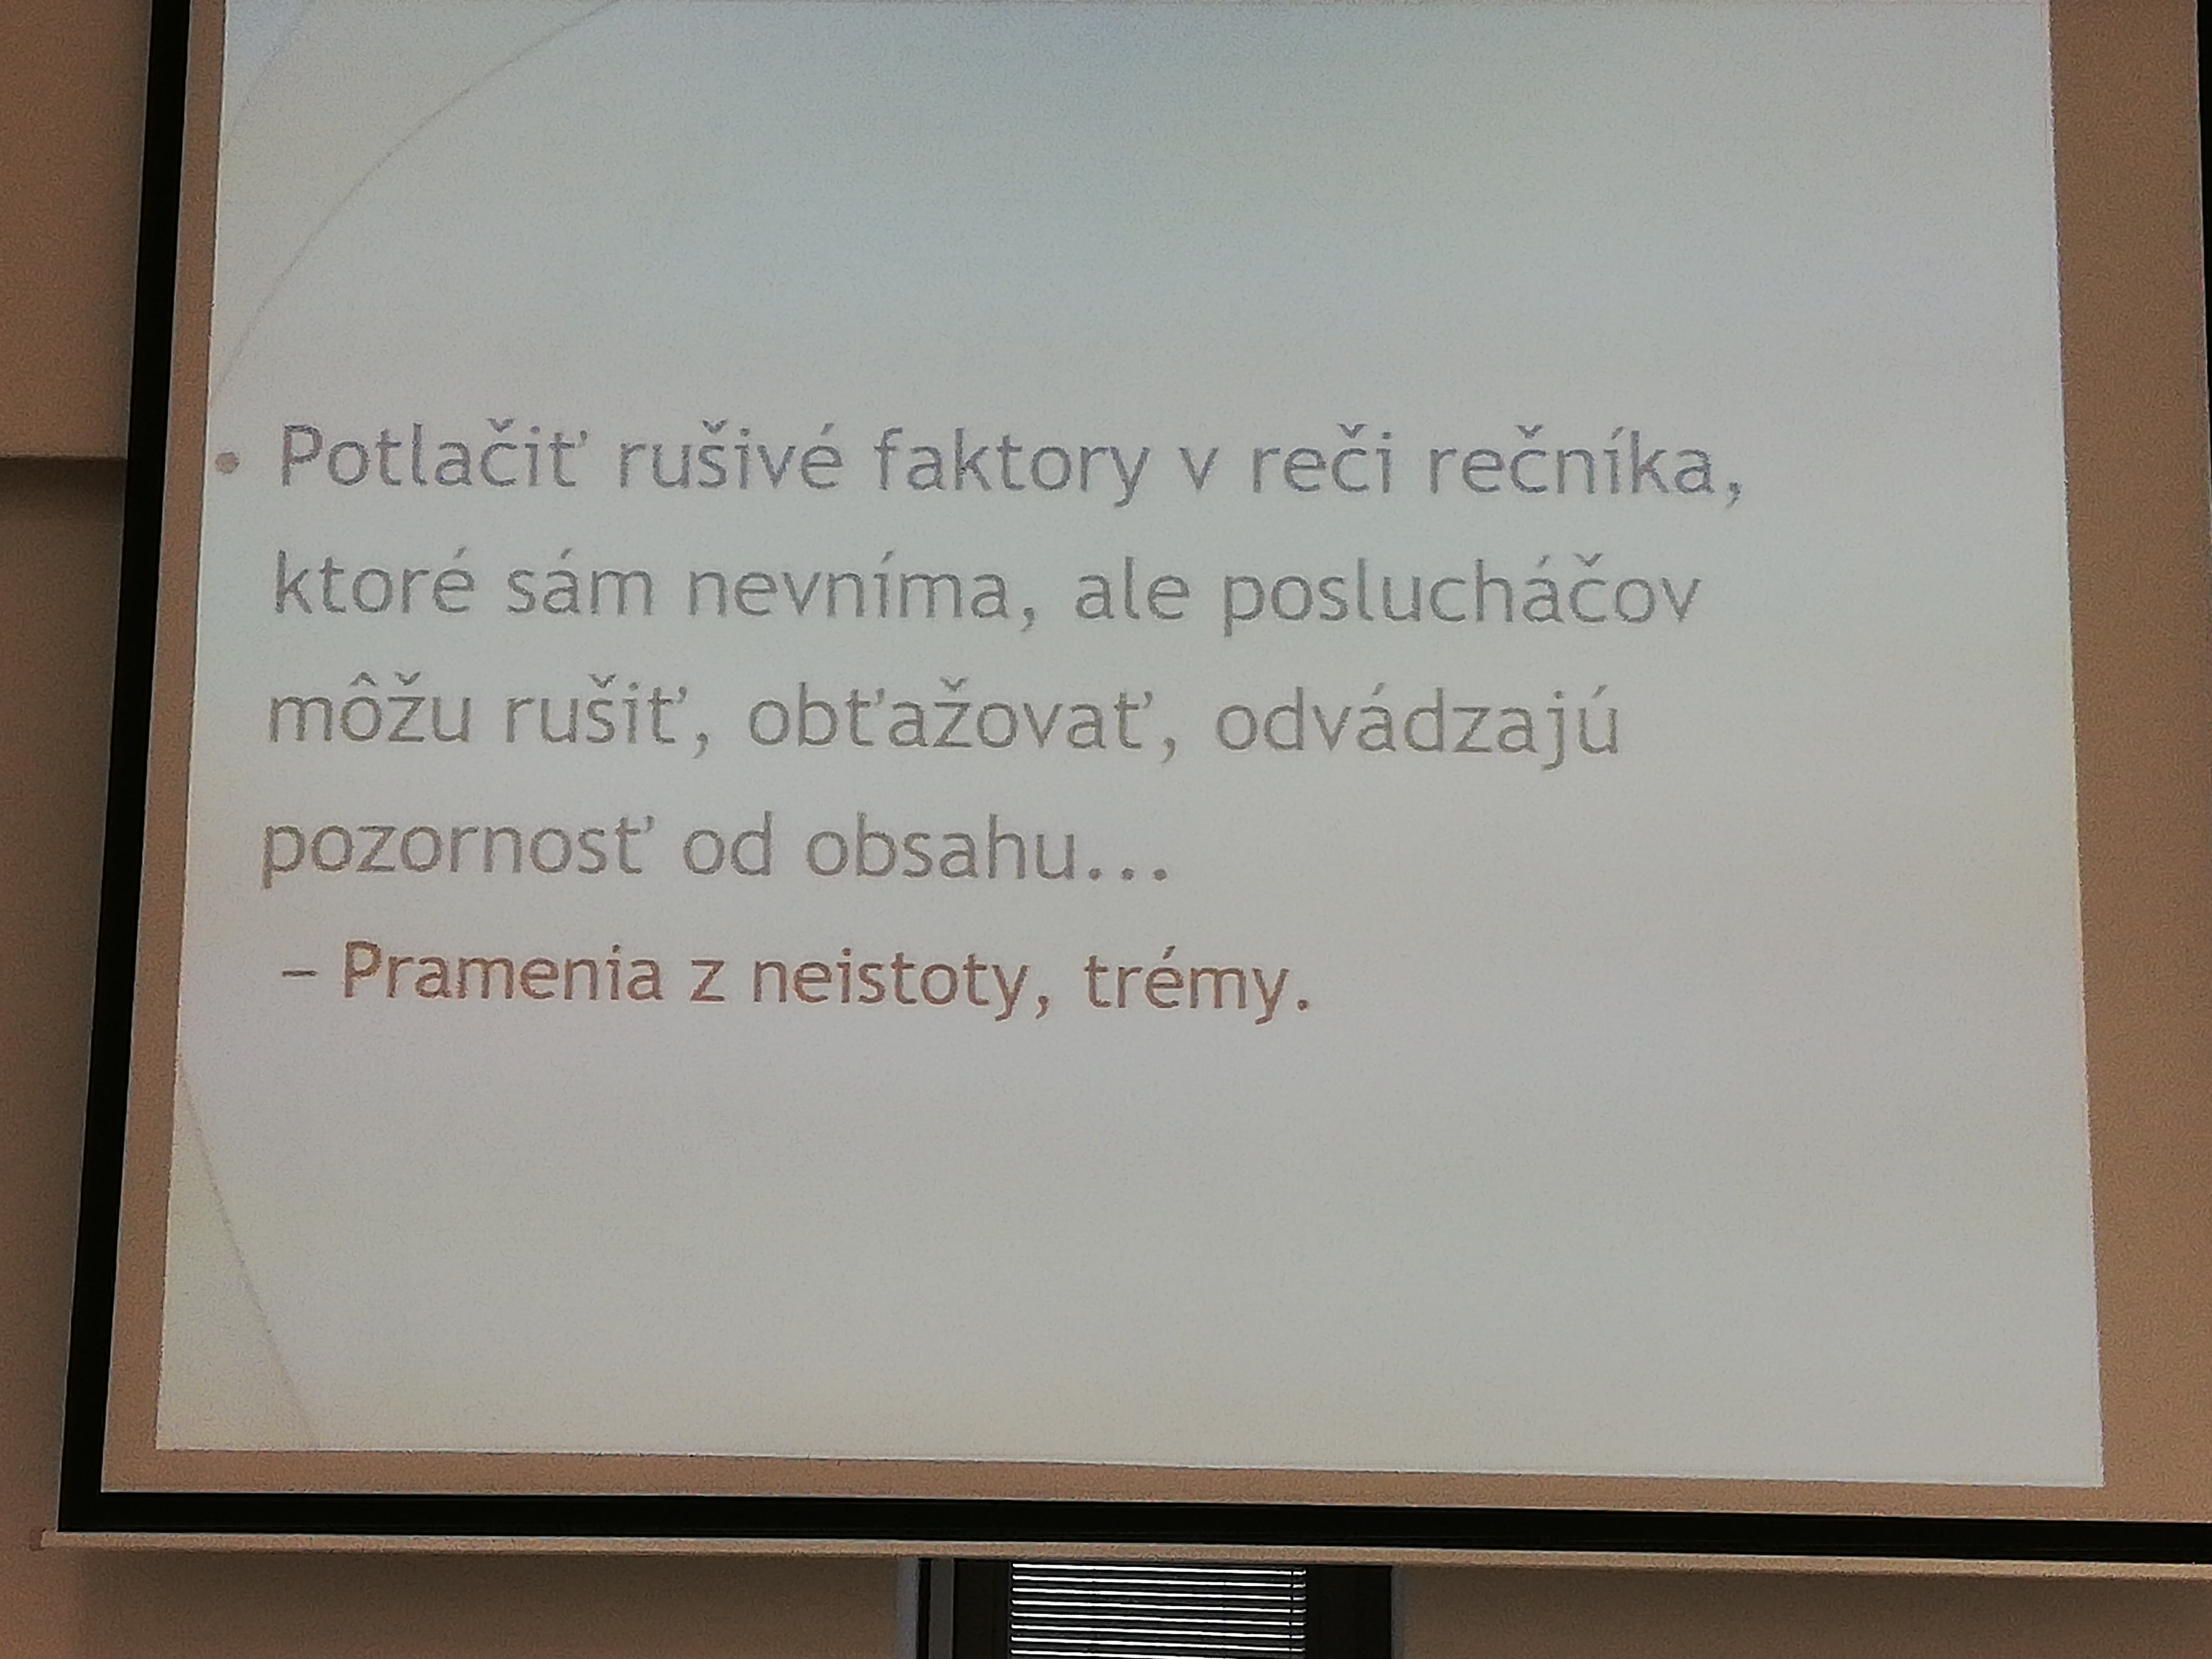 • Potlačiť rušivé faktory v reči rečníka,
ktoré sám nevníma, ale poslucháčov
môžu rušiť, obťažovať, odvádzajú
pozornosť od obsahu...
– Pramenia z neistoty, trémy.